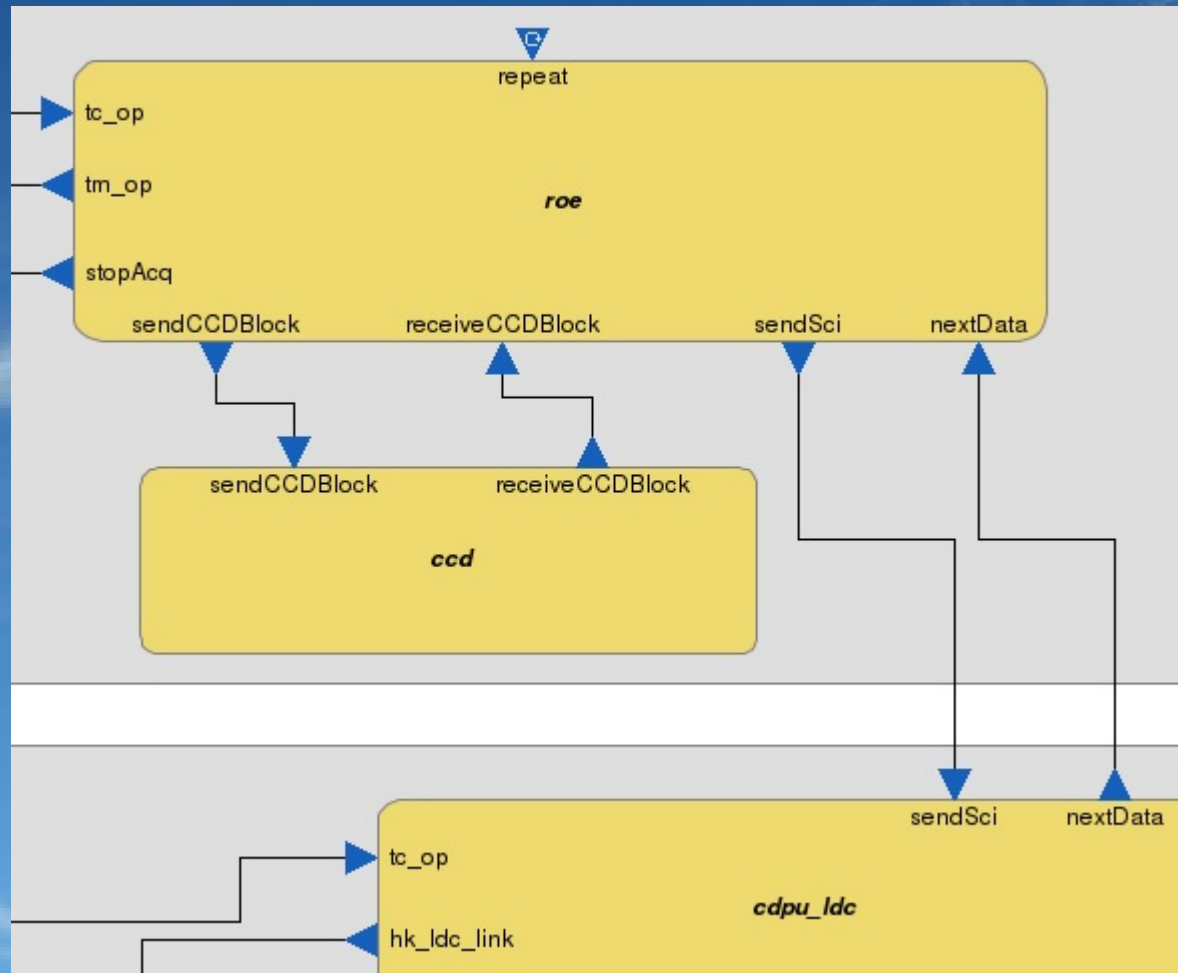 repeat
tc_op
tm_op
roe
stopAcq
sendCCDBlock receiveCCDBlock sendSci nextData
sendCCDBlock receiveCCDBlock
ccd
sendSci nextData
tc_op
cdpu_ldc
hk_ldc_link